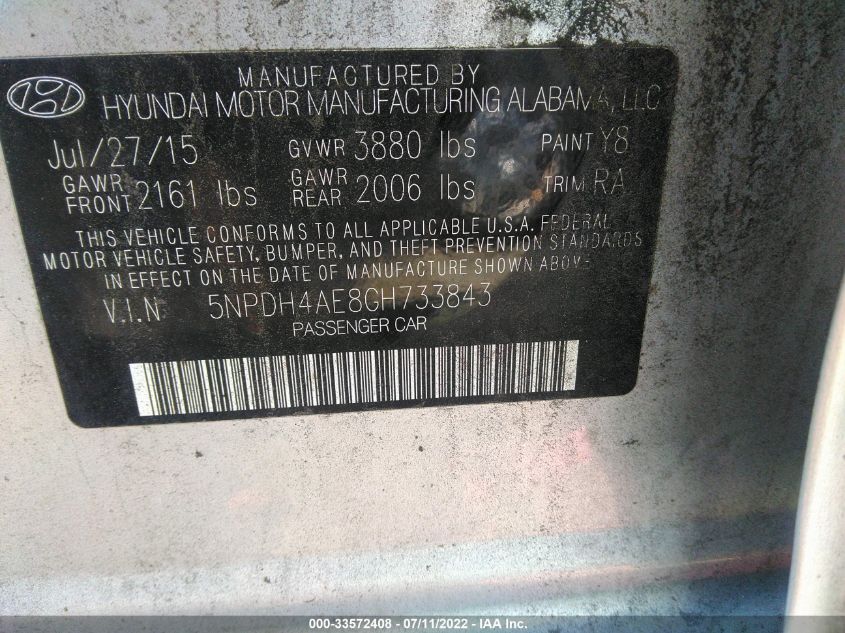 MANUFACTURED BY
HYUNDAI MOTOR MANUFACTURING ALABAMA, LLC
Jul/27/15 GVWR 3880 lbs PAINT Y8
GAWR FRONT 2161 lbs GAWR REAR 2006 lbs TRIM RA
THIS VEHICLE CONFORMS TO ALL APPLICABLE U.S.A. FEDERAL
MOTOR VEHICLE SAFETY, BUMPER, AND THEFT PREVENTION STANDARDS
IN EFFECT ON THE DATE OF MANUFACTURE SHOWN ABOVE
V.I.N 5NPDH4AE8GH733843
PASSENGER CAR
000-33572408 - 07/11/2022 - IAA Inc.